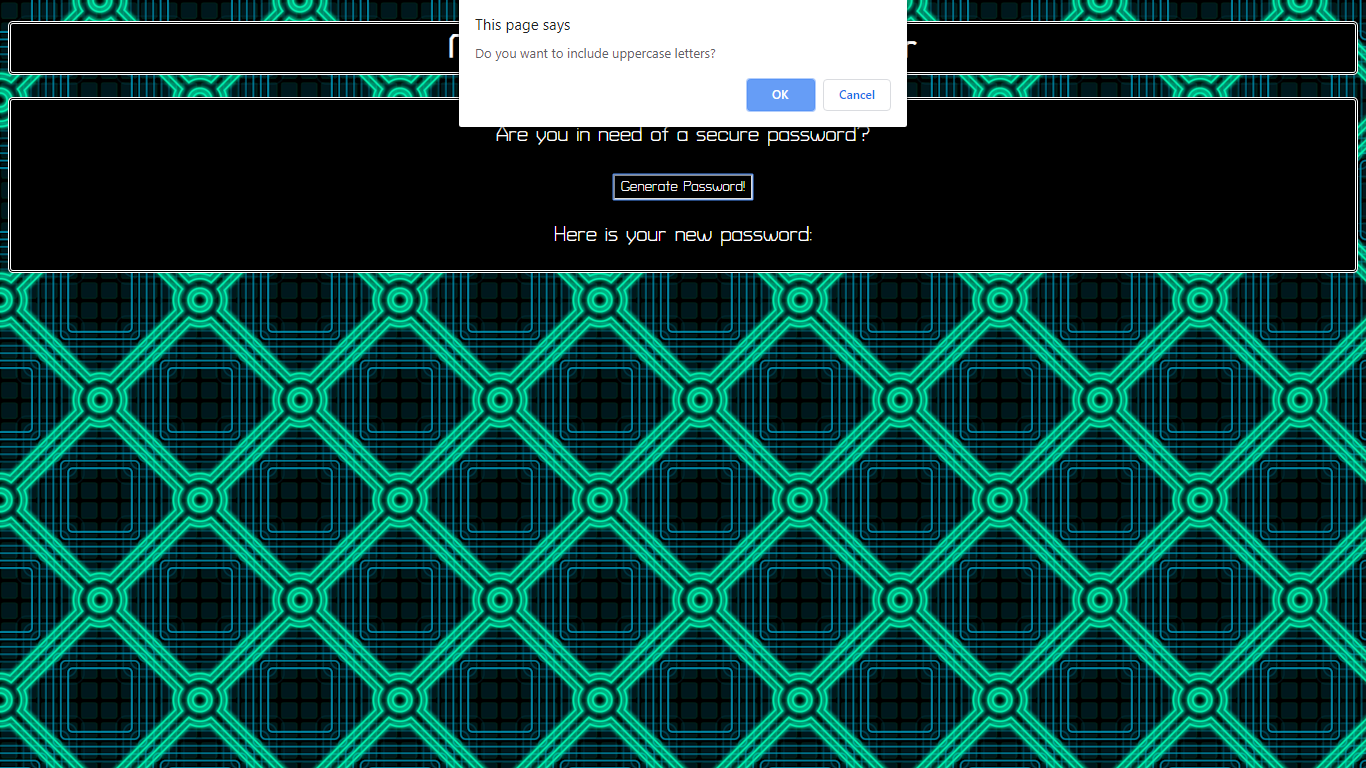 This page says
Do you want to include uppercase letters?
OK Cancel
Are you in need of a secure password?
Generate Password!
Here is your new password: